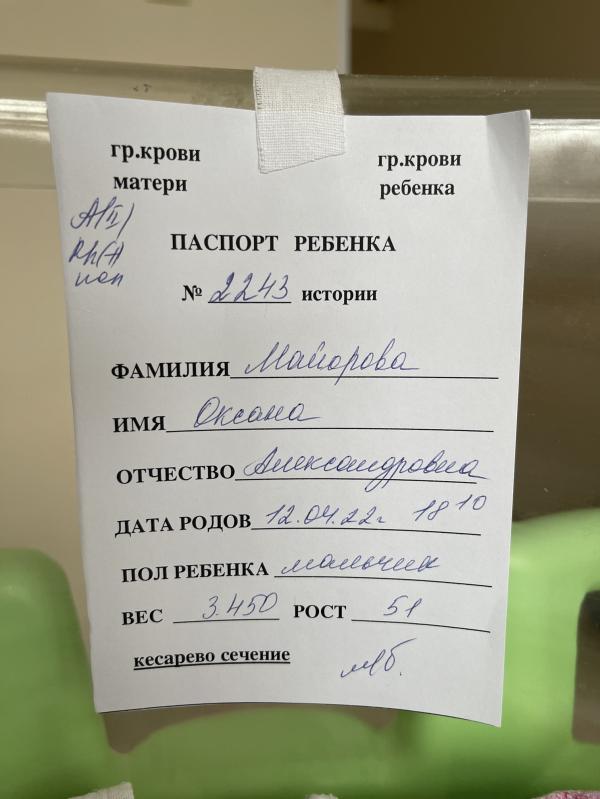 гр.крови
матери
гр.крови
ребенка
A(II)
Rh(+)
ПАСПОРТ РЕБЕНКА
№ 2243 истории
ФАМИЛИЯ Майорова
ИМЯ Оксана
ОТЧЕСТВО Александровна
ДАТА РОДОВ 12.04.22г 18 10
ПОЛ РЕБЕНКА мальчик
ВЕС 3.450 РОСТ 51
кесарево сечение